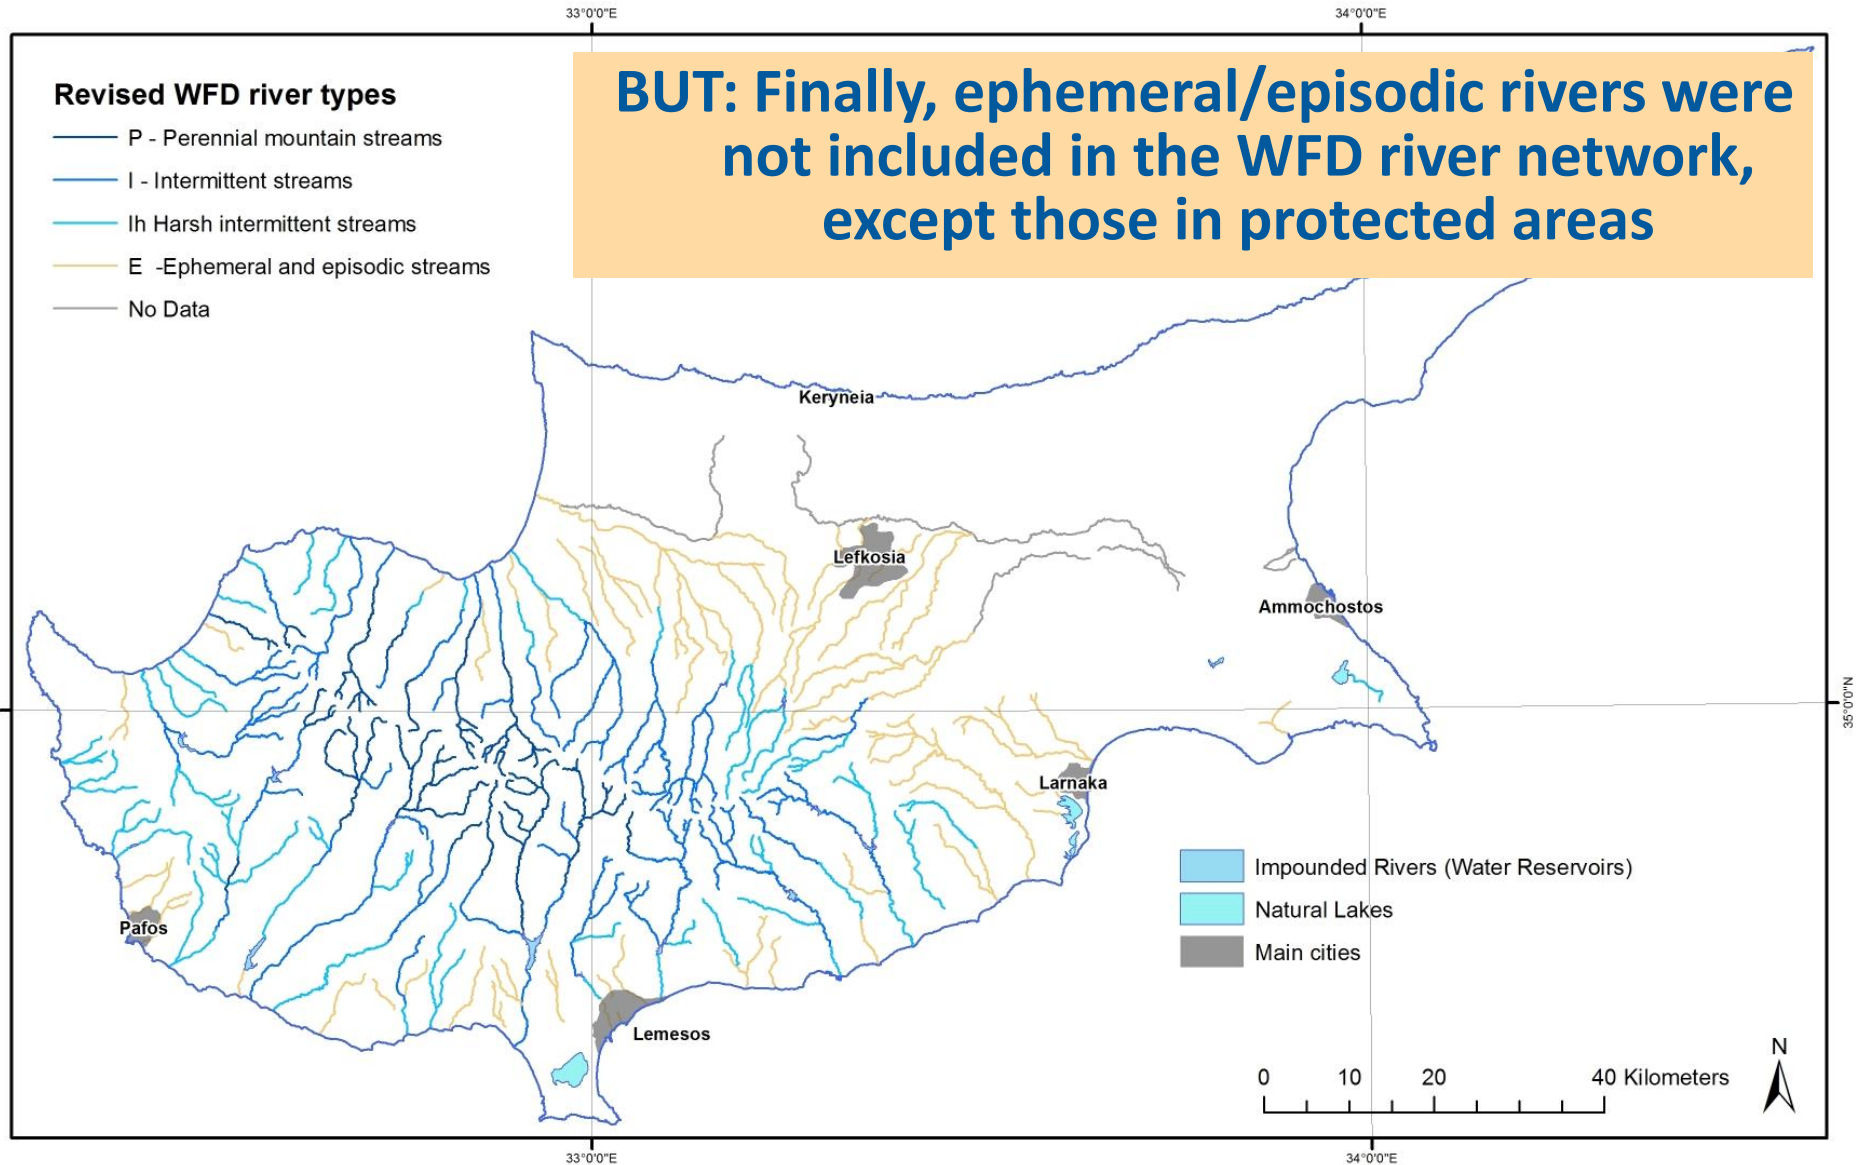 33°0'0"E
34°0'0"E
BUT: Finally, ephemeral/episodic rivers were
not included in the WFD river network,
except those in protected areas
Revised WFD river types
P - Perennial mountain streams
I - Intermittent streams
Ih Harsh intermittent streams
E -Ephemeral and episodic streams
No Data
Keryneia
Lefkosia
Ammochostos
35°0'0"N
Larnaka
Pafos
Lemesos
Impounded Rivers (Water Reservoirs)
Natural Lakes
Main cities
N
0 10 20 40 Kilometers
33°0'0"E
34°0'0"E